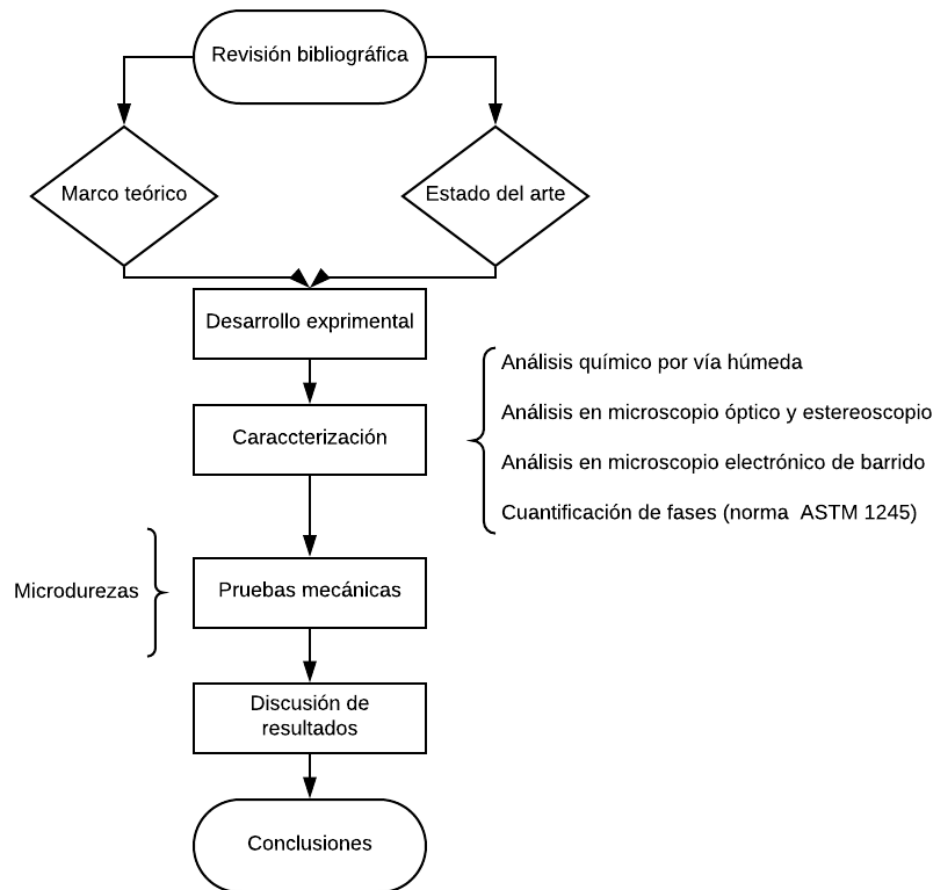 Revisión bibliográfica
Marco teórico
Estado del arte
Desarrollo exprimental
Caraccterización
Análisis químico por vía húmeda
Análisis en microscopio óptico y estereoscopio
Análisis en microscopio electrónico de barrido
Cuantificación de fases (norma ASTM 1245)
Microdurezas
Pruebas mecánicas
Discusión de
resultados
Conclusiones